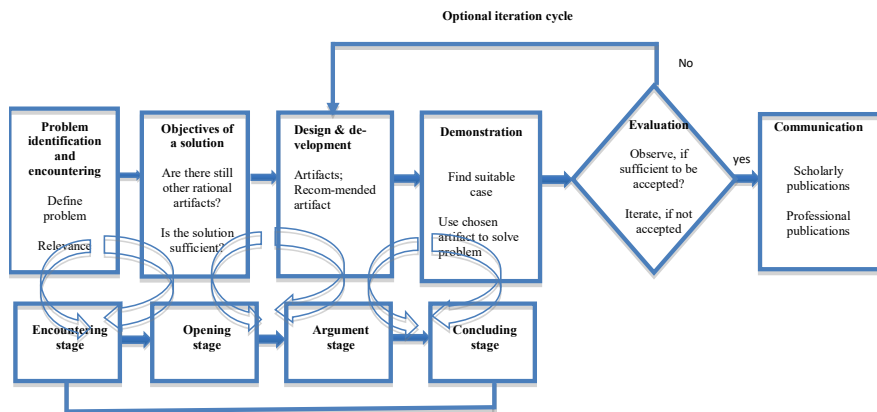 Optional iteration cycle
No
Problem
identification
and
encountering
Define
problem
Relevance
Objectives of
a solution
Are there still
other rational
artifacts?
Is the solution
sufficient?
Design & de-
velopment
Artifacts;
Recom-mended
artifact
Demonstration
Find suitable
case
Use chosen
artifact to solve
problem
Evaluation
Observe, if
sufficient to be
accepted?
Iterate, if not
accepted
yes
Communication
Scholarly
publications
Professional
publications
Encountering
stage
Opening
stage
Argument
stage
Concluding
stage